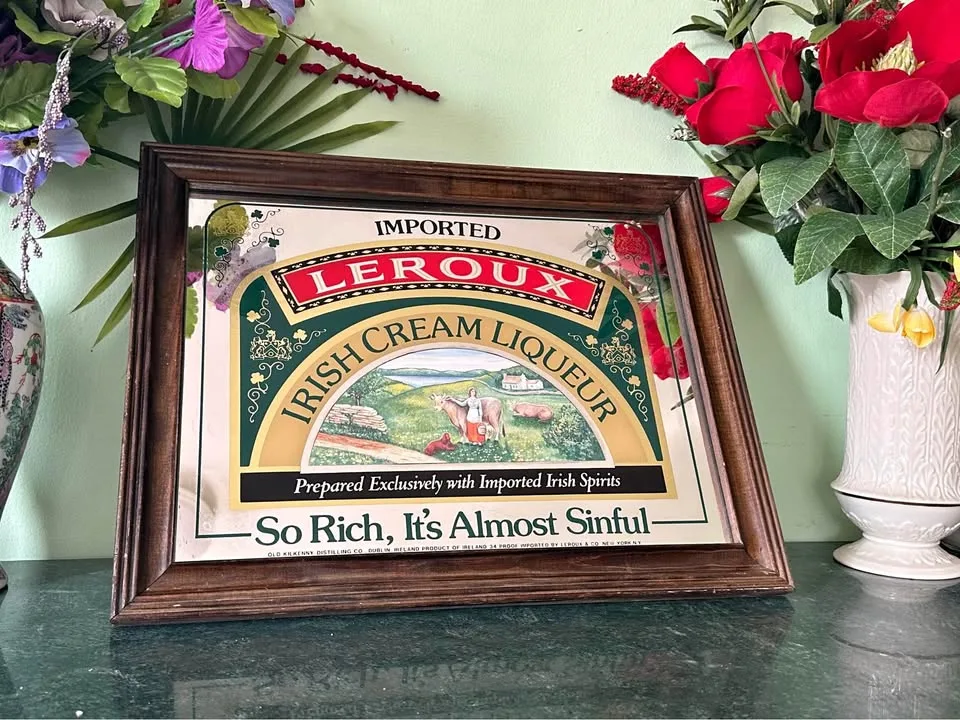 IMPORTED
LEROUX
IRISH CREAM LIQUEUR
Prepared Exclusively with Imported Irish Spirits
So Rich, It's Almost Sinful
OLD KILKENNY DISTILLING CO. DUBLIN IRELAND PRODUCT OF IRELAND 34 PROOF IMPORTED BY LEROUX & CO. NEW YORK N.Y.